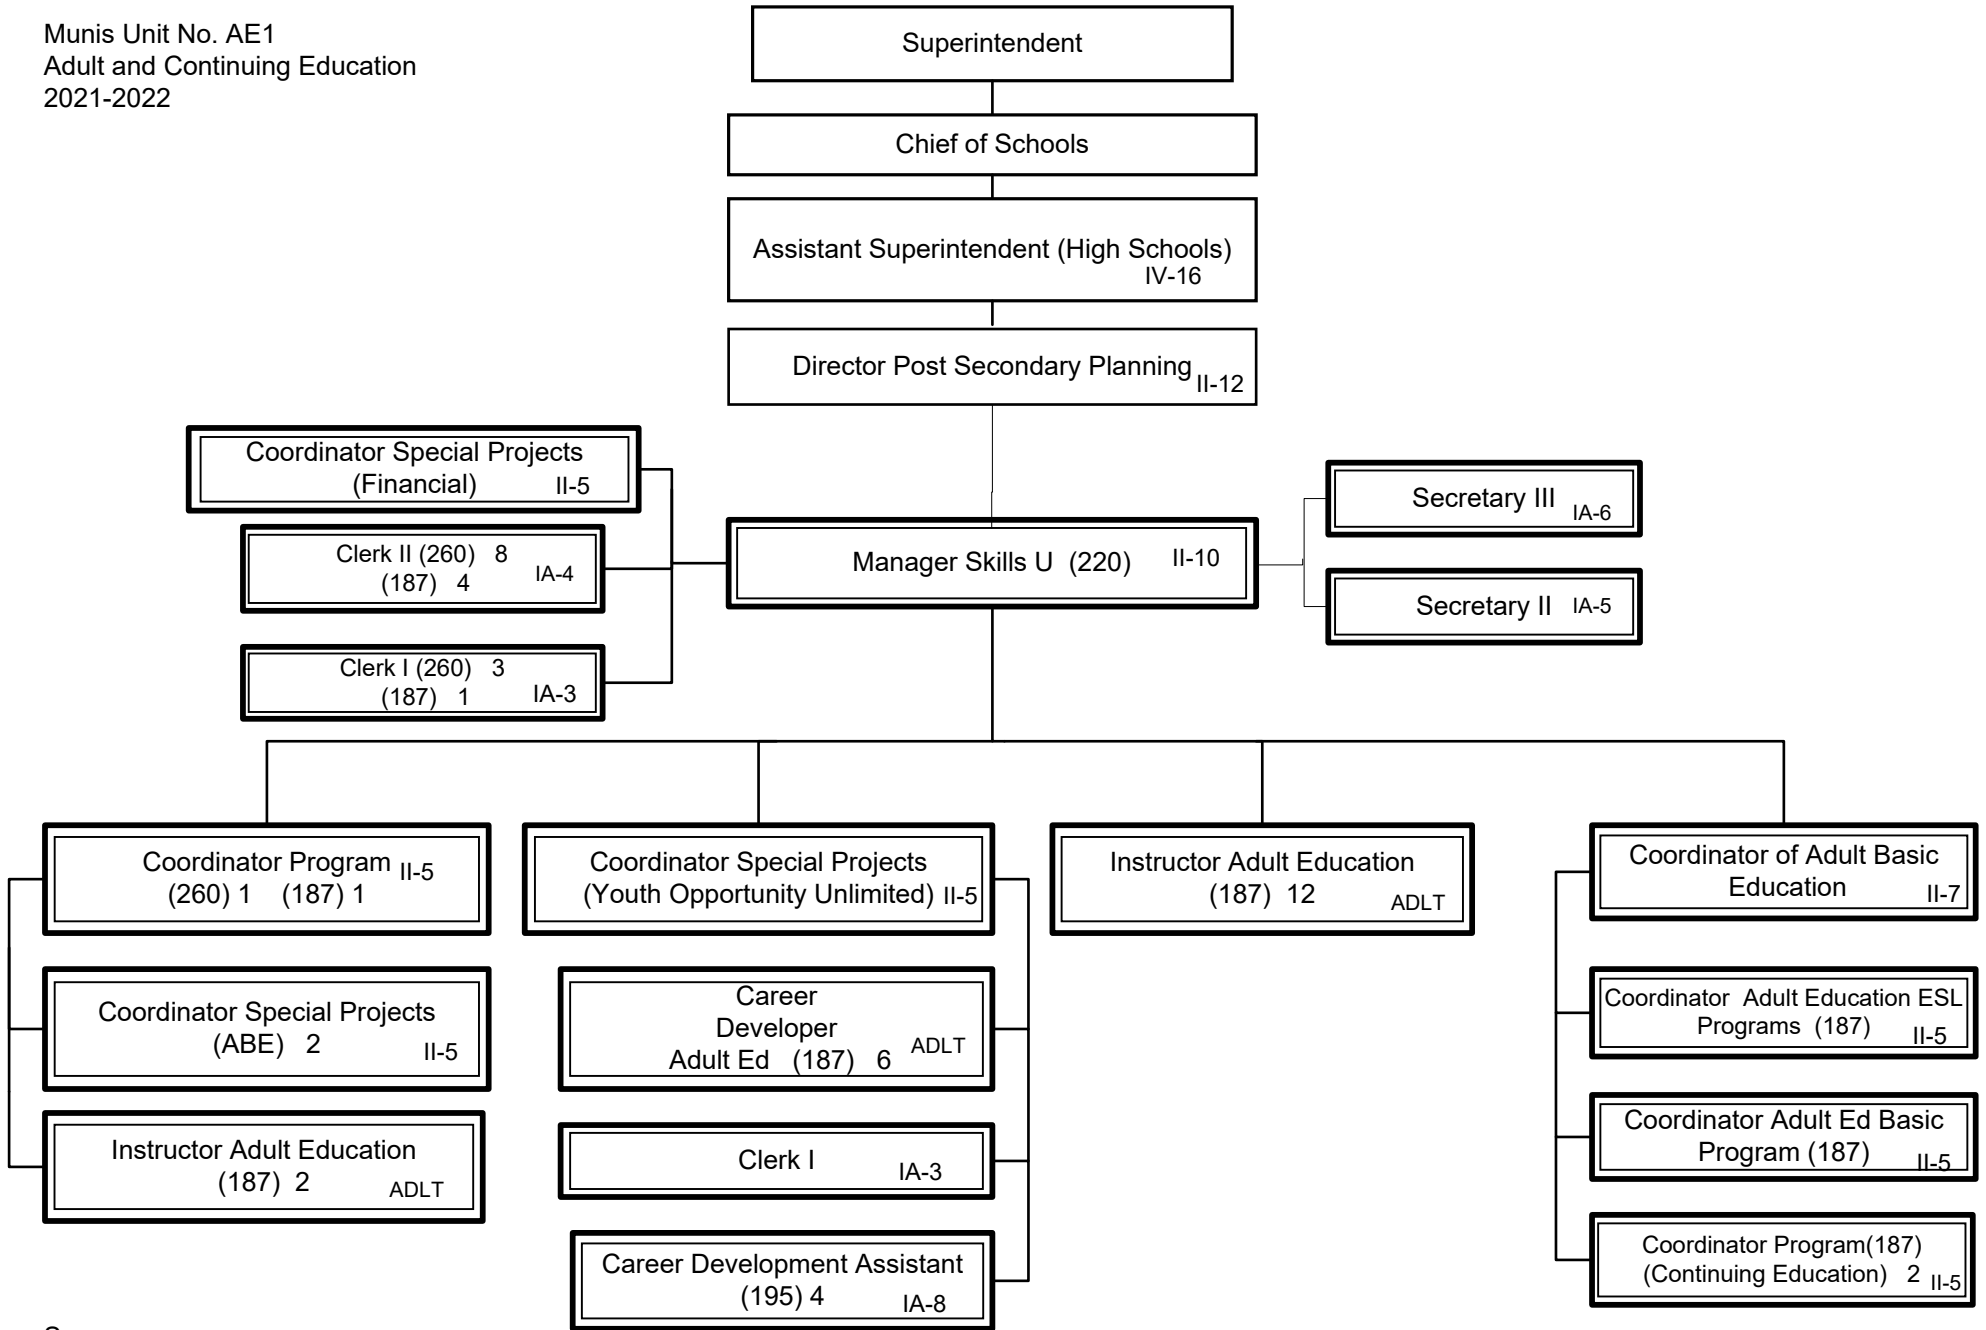 Munis Unit No. AE1
Adult and Continuing Education
2021-2022
Superintendent
Chief of Schools
Assistant Superintendent (High Schools)
IV-16
Director Post Secondary Planning II-12
Coordinator Special Projects
(Financial) II-5
Clerk II (260) 8
(187) 4 IA-4
Clerk I (260) 3
(187) 1 IA-3
Manager Skills U (220) II-10
Secretary III IA-6
Secretary II IA-5
Coordinator Program II-5
(260) 1 (187) 1
Coordinator Special Projects
(ABE) 2 II-5
Instructor Adult Education
(187) 2 ADLT
Coordinator Special Projects
(Youth Opportunity Unlimited) II-5
Career
Developer
Adult Ed (187) 6 ADLT
Clerk I IA-3
Career Development Assistant
(195) 4 IA-8
Instructor Adult Education
(187) 12 ADLT
Coordinator of Adult Basic
Education II-7
Coordinator Adult Education ESL
Programs (187) II-5
Coordinator Adult Ed Basic
Program (187) II-5
Coordinator Program(187)
(Continuing Education) 2 II-5